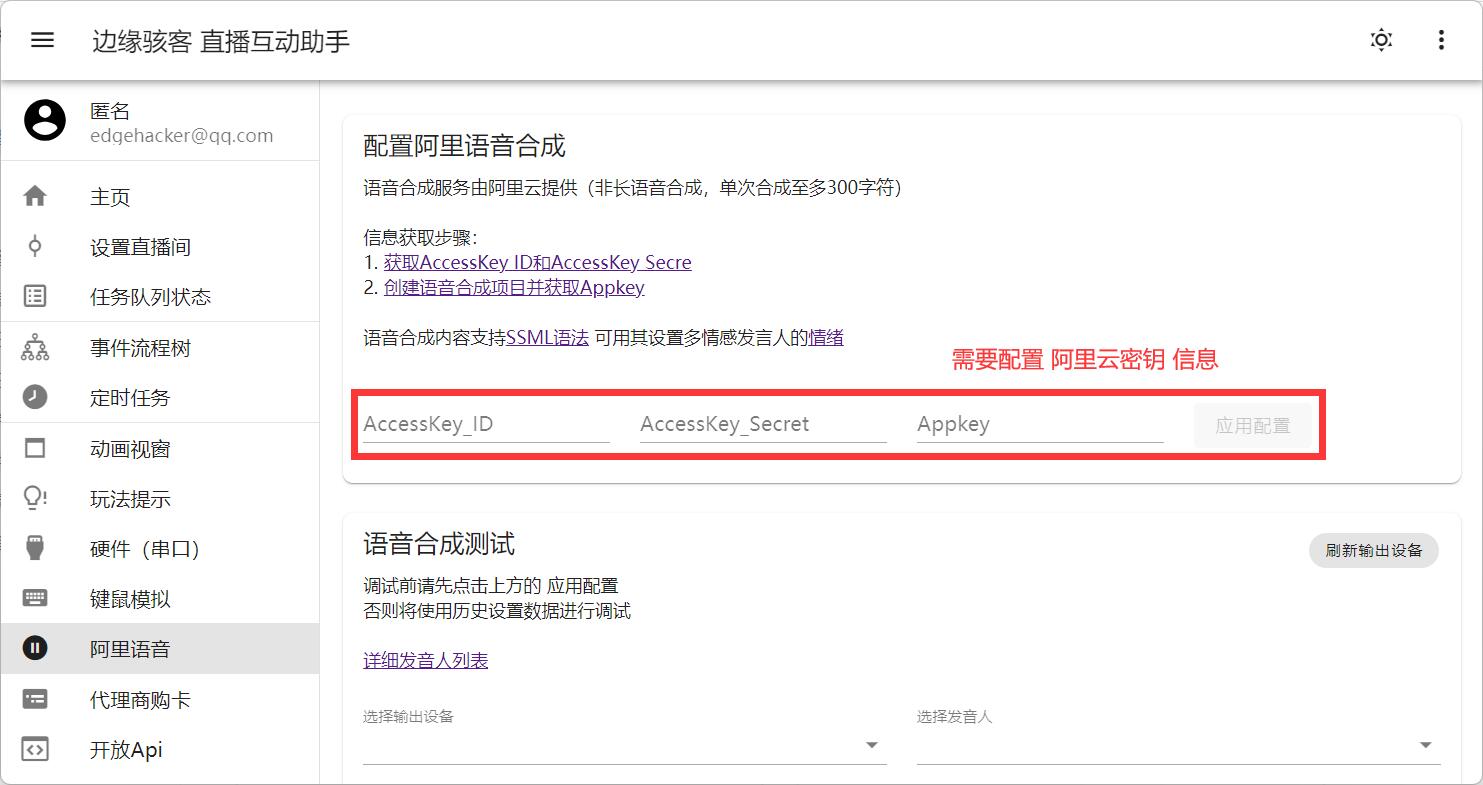 边缘骇客 直播互动助手
匿名
edgehacker@qq.com
主页
设置直播间
任务队列状态
事件流程树
定时任务
动画视窗
玩法提示
硬件（串口）
键鼠模拟
阿里语音
代理商购卡
开放Api
配置阿里语音合成
语音合成服务由阿里云提供（非长语音合成，单次合成至多300字符）
信息获取步骤：
1. 获取AccessKey ID和AccessKey Secre
2. 创建语音合成项目并获取Appkey
语音合成内容支持SSML语法 可用其设置多情感发言人的情绪
需要配置 阿里云密钥 信息
AccessKey_ID AccessKey_Secret Appkey 应用配置
语音合成测试
刷新输出设备
调试前请先点击上方的 应用配置
否则将使用历史设置数据进行调试
详细发音人列表
选择输出设备 选择发音人